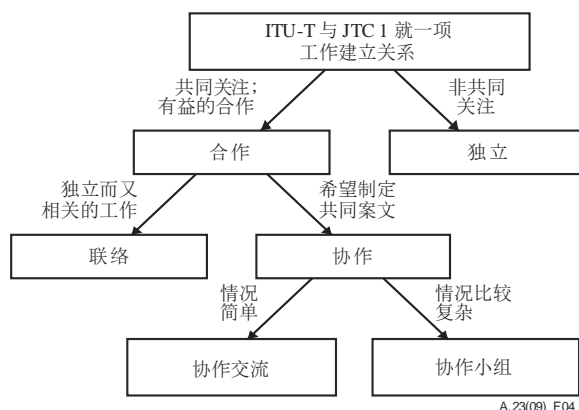 ITU-T 与 JTC 1 就一项
工作建立关系
共同关注；
有益的合作
非共同
关注
合作
独立
独立而又
相关的工作
希望制定
共同案文
联络
协作
情况
简单
情况比较
复杂
协作交流
协作小组
A.23(09)_F04